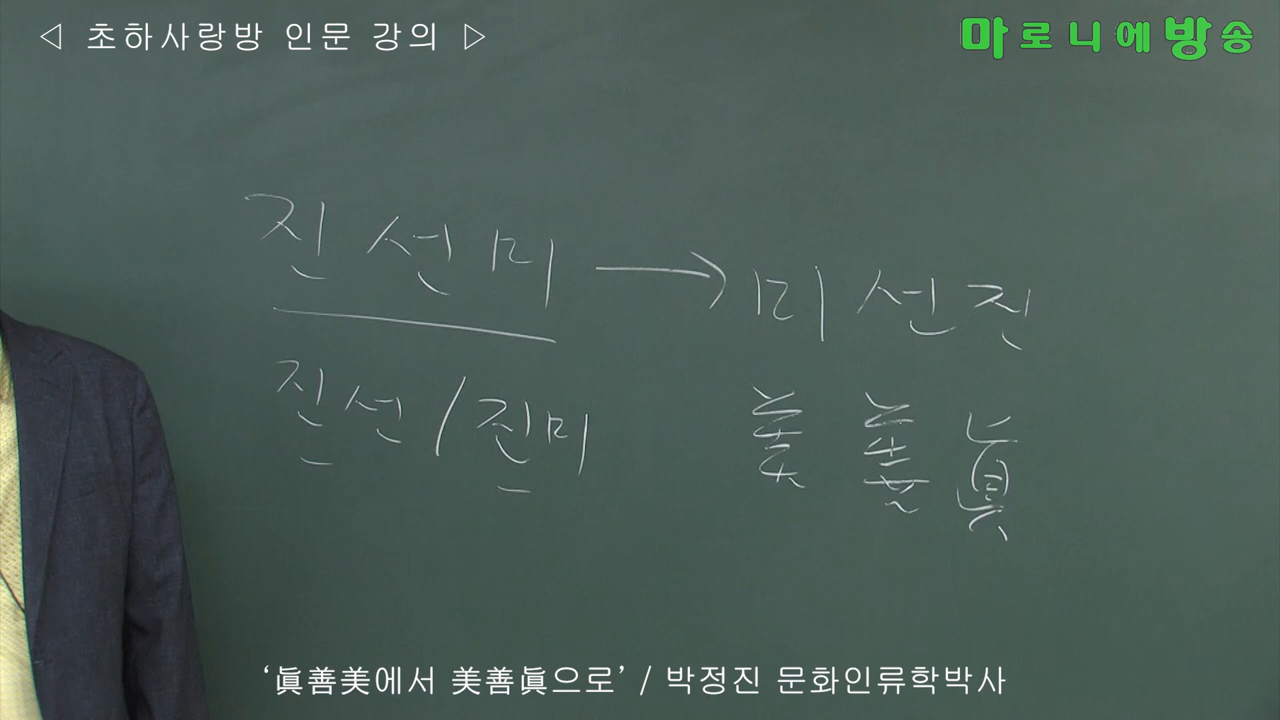 ◁ 초하사랑방 인문 강의 ▷
마로니에방송
진선미 → 미선진
진선 / 진미
美 善 眞
‘眞善美에서 美善眞으로’ / 박정진 문화인류학박사